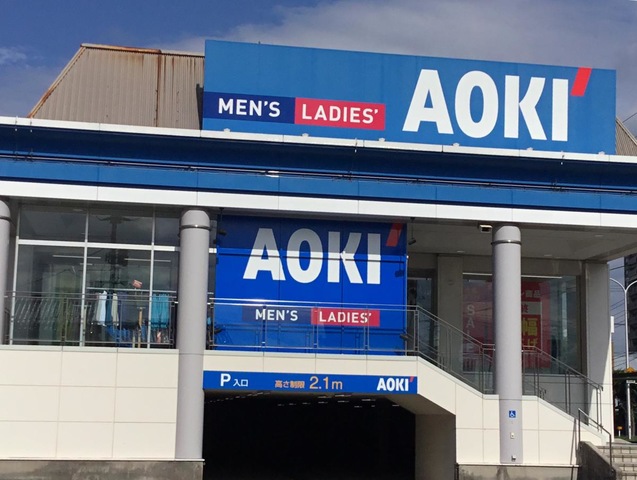 MEN'S LADIES' AOKI'
AOKI'
MEN'S LADIES'
P入口 高さ制限 2.1m AOKI'